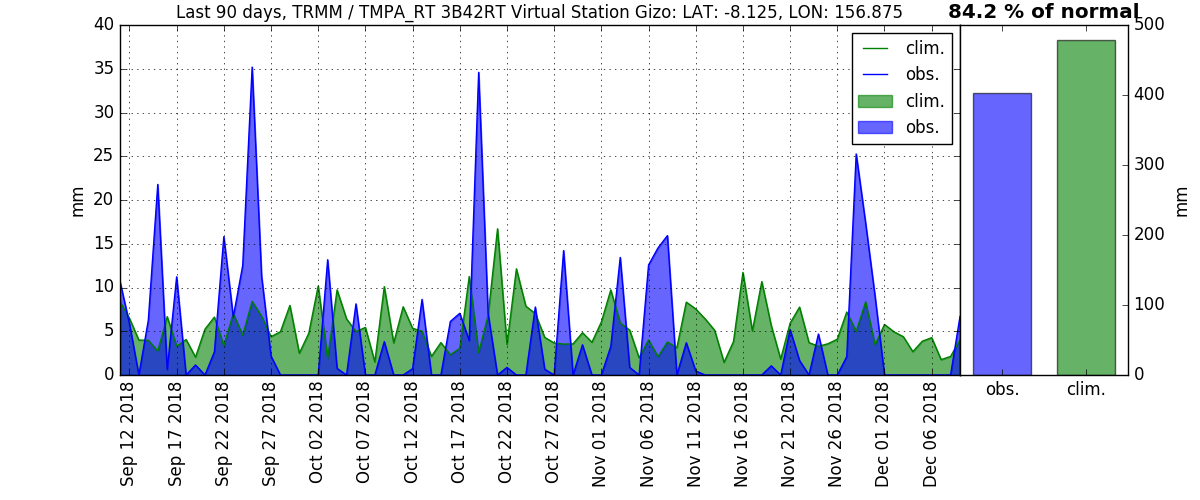 Last 90 days, TRMM / TMPA_RT 3B42RT Virtual Station Gizo: LAT: -8.125, LON: 156.875
84.2 % of normal
mm
40
35
30
25
20
15
10
5
0
clim.
obs.
clim.
obs.
500
400
300
200
100
0
mm
Sep 12 2018
Sep 17 2018
Sep 22 2018
Sep 27 2018
Oct 02 2018
Oct 07 2018
Oct 12 2018
Oct 17 2018
Oct 22 2018
Oct 27 2018
Nov 01 2018
Nov 06 2018
Nov 11 2018
Nov 16 2018
Nov 21 2018
Nov 26 2018
Dec 01 2018
Dec 06 2018
obs.
clim.